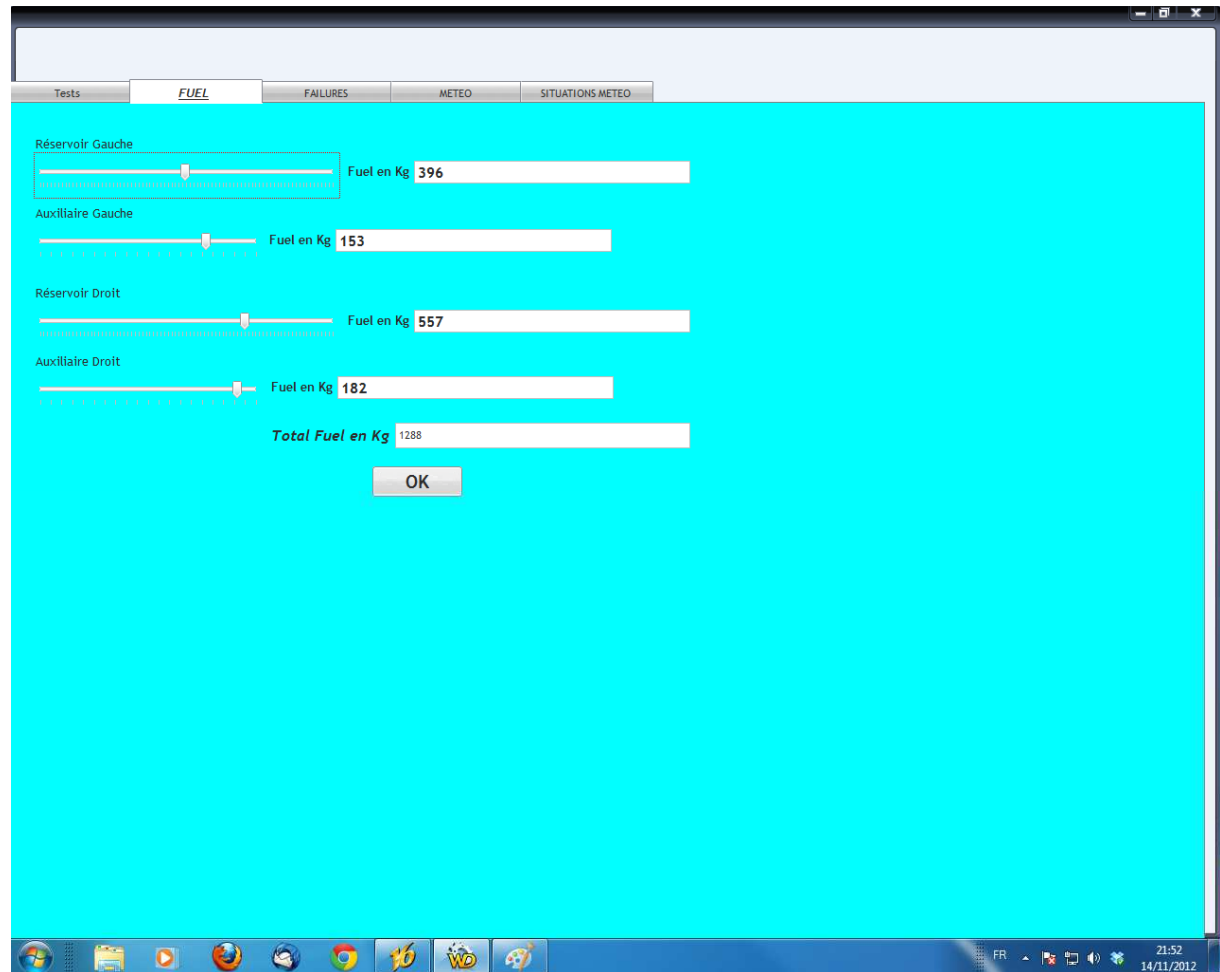 Tests FUEL FAILURES METEO SITUATIONS METEO
Réservoir Gauche
Fuel en Kg 396
Auxiliaire Gauche
Fuel en Kg 153
Réservoir Droit
Fuel en Kg 557
Auxiliaire Droit
Fuel en Kg 182
Total Fuel en Kg 1288
OK
16 WD FR 21:52
14/11/2012